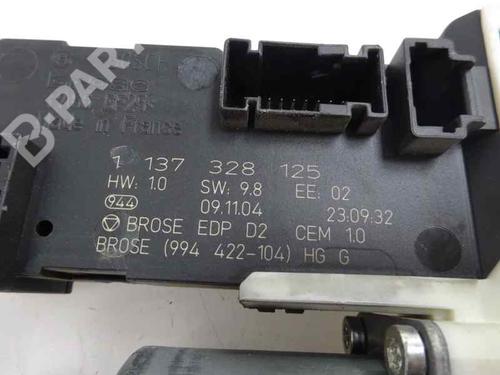 B-Parts
Made in France
1 137 328 125
HW: 1.0 SW: 9.8 EE: 02
944 09.11.04 23:09:32
BROSE EDP D2 CEM 1.0
BROSE (994 422-104) HG G